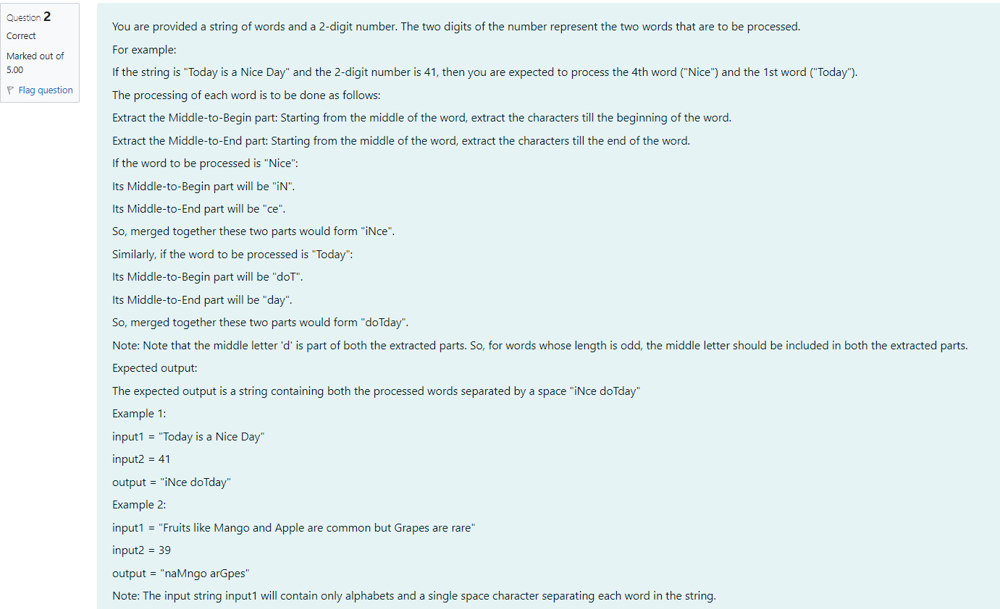 Question 2
Correct
Marked out of
5.00
Flag question
You are provided a string of words and a 2-digit number. The two digits of the number represent the two words that are to be processed.
For example:
If the string is "Today is a Nice Day" and the 2-digit number is 41, then you are expected to process the 4th word ("Nice") and the 1st word ("Today").
The processing of each word is to be done as follows:
Extract the Middle-to-Begin part: Starting from the middle of the word, extract the characters till the beginning of the word.
Extract the Middle-to-End part: Starting from the middle of the word, extract the characters till the end of the word.
If the word to be processed is "Nice":
Its Middle-to-Begin part will be "iN".
Its Middle-to-End part will be "ce".
So, merged together these two parts would form "iNce".
Similarly, if the word to be processed is "Today":
Its Middle-to-Begin part will be "doT".
Its Middle-to-End part will be "day".
So, merged together these two parts would form "doTday".
Note: Note that the middle letter 'd' is part of both the extracted parts. So, for words whose length is odd, the middle letter should be included in both the extracted parts.
Expected output:
The expected output is a string containing both the processed words separated by a space "iNce doTday"
Example 1:
input1 = "Today is a Nice Day"
input2 = 41
output = "iNce doTday"
Example 2:
input1 = "Fruits like Mango and Apple are common but Grapes are rare"
input2 = 39
output = "naMngo arGpes"
Note: The input string input1 will contain only alphabets and a single space character separating each word in the string.